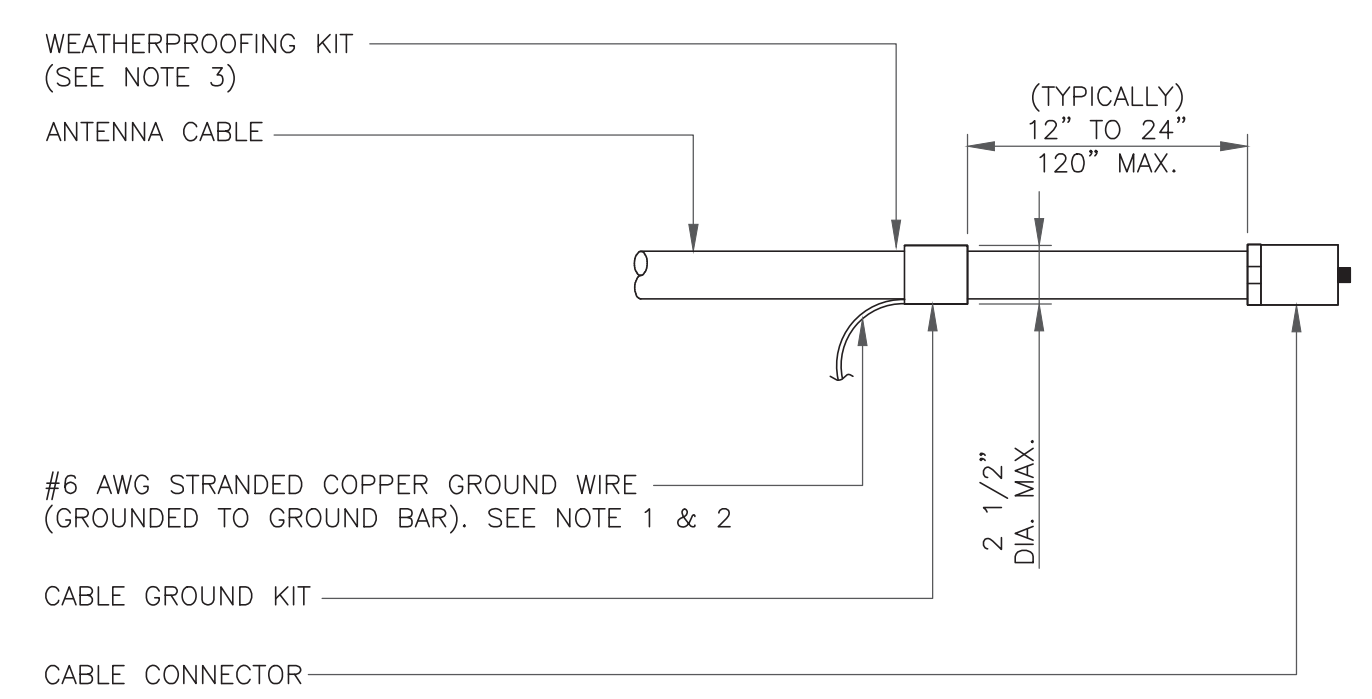 WEATHERPROOFING KIT
(SEE NOTE 3)
ANTENNA CABLE
(TYPICALLY)
12” TO 24”
120” MAX.
2 1/2”
DIA. MAX.
#6 AWG STRANDED COPPER GROUND WIRE
(GROUNDED TO GROUND BAR). SEE NOTE 1 & 2
CABLE GROUND KIT
CABLE CONNECTOR